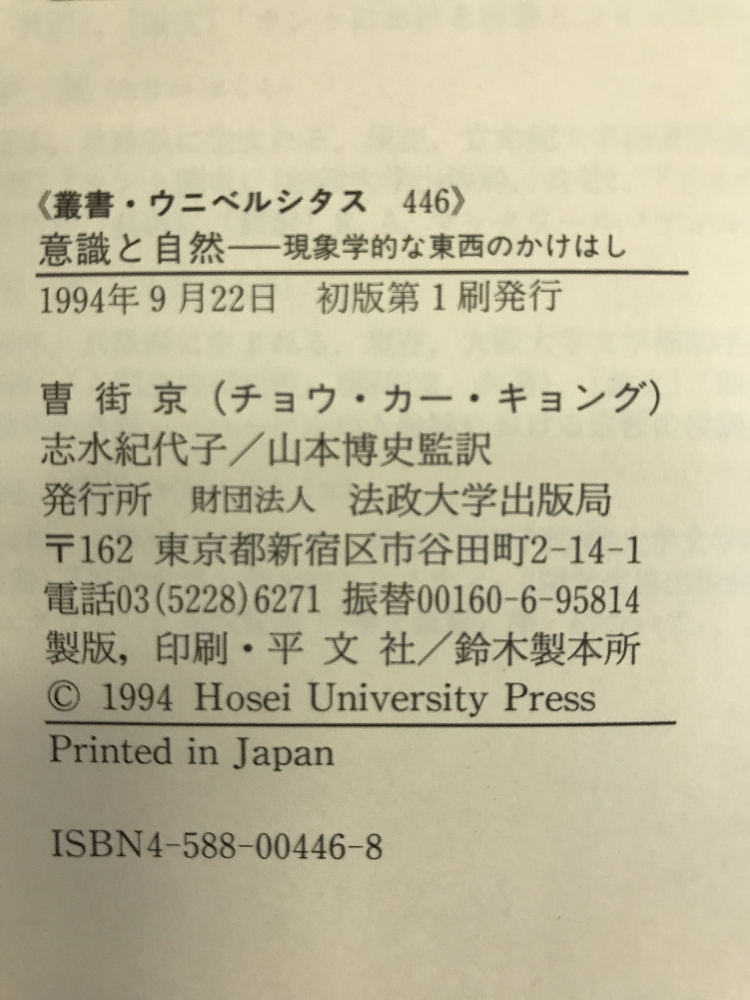 《叢書・ウニベルシタス 446》
意識と自然──現象学的な東西のかけはし
1994年9月22日 初版第1刷発行
曺街京（チョウ・カー・キョング）
志水紀代子／山本博史監訳
発行所 財団法人 法政大学出版局
〒162 東京都新宿区市谷田町2-14-1
電話03(5228)6271 振替00160-6-95814
製版，印刷・平文社／鈴木製本所
© 1994 Hosei University Press
Printed in Japan
ISBN4-588-00446-8